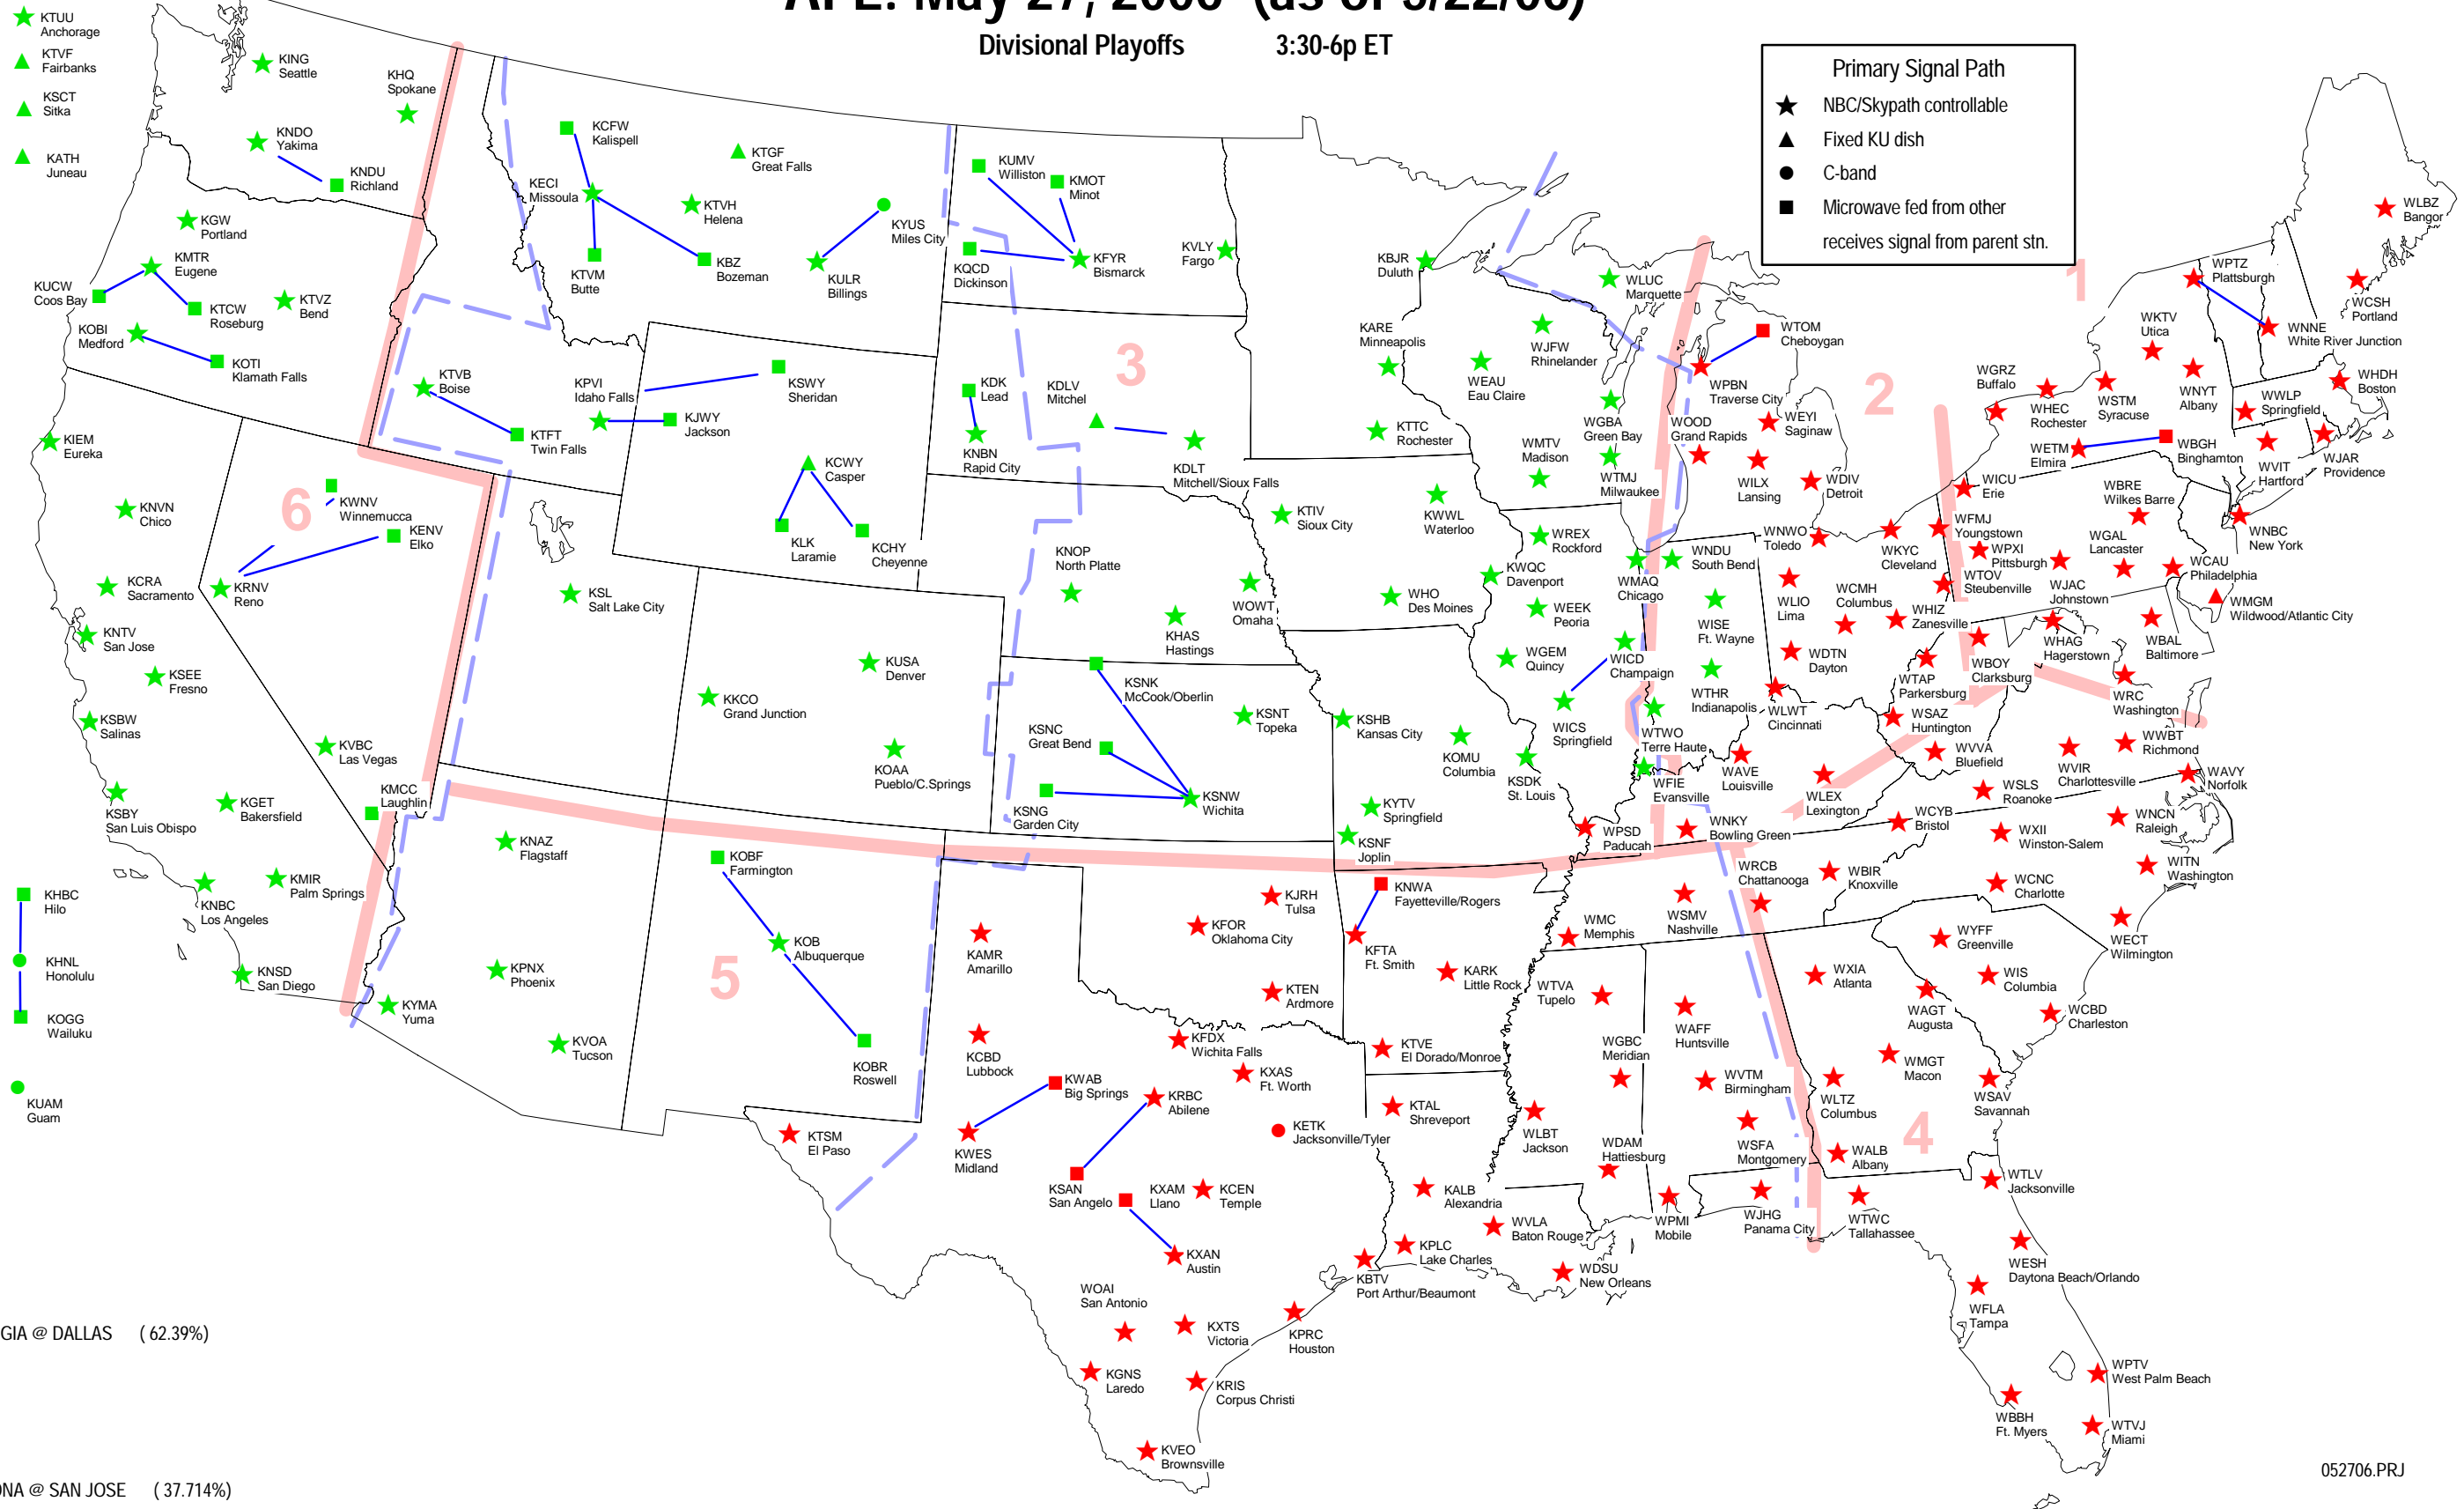 AFL: May 27, 2006 (as of 5/22/06)
Divisional Playoffs 3:30-6p ET
Primary Signal Path
NBC/Skypath controllable
Fixed KU dish
C-band
Microwave fed from other
receives signal from parent stn.
KTUU
Anchorage
KTVF
Fairbanks
KSCT
Sitka
KATH
Juneau
KING
Seattle
KHQ
Spokane
KNDO
Yakima
KNDU
Richland
KGW
Portland
KMTR
Eugene
KUCW
Coos Bay
KTCW
Roseburg
KTVZ
Bend
KOBI
Medford
KOTI
Klamath Falls
KCFW
Kalispell
KTGF
Great Falls
KECI
Missoula
KTVH
Helena
KYUS
Miles City
KTVM
Butte
KBZ
Bozeman
KULR
Billings
KUMV
Williston
KMOT
Minot
KQCD
Dickinson
KFYR
Bismarck
KVLY
Fargo
KBJR
Duluth
WLUC
Marquette
KARE
Minneapolis
WJFW
Rhinelander
WEAU
Eau Claire
KTTC
Rochester
WGBA
Green Bay
WMTV
Madison
WTMJ
Milwaukee
WTOM
Cheboygan
WPBN
Traverse City
WOOD
Grand Rapids
WEYI
Saginaw
WILX
Lansing
WDIV
Detroit
1
2
3
WLBZ
Bangor
WPTZ
Plattsburgh
WCSH
Portland
WKTV
Utica
WNNE
White River Junction
WGRZ
Buffalo
WHEC
Rochester
WSTM
Syracuse
WNYT
Albany
WWLP
Springfield
WHDH
Boston
WETM
Elmira
WBGH
Binghamton
WVIT
Hartford
WJAR
Providence
WICU
Erie
WBRE
Wilkes Barre
WNBC
New York
WFMJ
Youngstown
WPXI
Pittsburgh
WGAL
Lancaster
WCAU
Philadelphia
WTOV
Steubenville
WJAC
Johnstown
WMGM
Wildwood/Atlantic City
WNWO
Toledo
WKYC
Cleveland
WLIO
Lima
WCMH
Columbus
WHIZ
Zanesville
WHAG
Hagerstown
WBAL
Baltimore
WDTN
Dayton
WBOY
Clarksburg
WTAP
Parkersburg
WRC
Washington
WLWT
Cincinnati
WSAZ
Huntington
WWBT
Richmond
WVVA
Bluefield
WVIR
Charlottesville
WAVY
Norfolk
KTVB
Boise
KPVI
Idaho Falls
KSWY
Sheridan
KTFT
Twin Falls
KJWY
Jackson
KCWY
Casper
KLK
Laramie
KCHY
Cheyenne
KDK
Lead
KDLV
Mitchel
KNBN
Rapid City
KDLT
Mitchell/Sioux Falls
KTIV
Sioux City
KWWL
Waterloo
KNOP
North Platte
WOWT
Omaha
KHAS
Hastings
WHO
Des Moines
KWQC
Davenport
WREX
Rockford
WEEK
Peoria
WMAQ
Chicago
WNDU
South Bend
WISE
Ft. Wayne
WGEM
Quincy
WICD
Champaign
WICS
Springfield
WTHR
Indianapolis
WTWO
Terre Haute
WFIE
Evansville
WAVE
Louisville
WLEX
Lexington
KIEM
Eureka
6
KWNV
Winnemucca
KENV
Elko
KNVN
Chico
KCRA
Sacramento
KRNV
Reno
KNTV
San Jose
KSEE
Fresno
KSBW
Salinas
KVBC
Las Vegas
KSBY
San Luis Obispo
KGET
Bakersfield
KMCC
Laughlin
KNBC
Los Angeles
KMIR
Palm Springs
KNSD
San Diego
KSL
Salt Lake City
KUSA
Denver
KKCO
Grand Junction
KOAA
Pueblo/C.Springs
KSNK
McCook/Oberlin
KSNC
Great Bend
KSNG
Garden City
KSNT
Topeka
KSNW
Wichita
KSHB
Kansas City
KOMU
Columbia
KSDK
St. Louis
KYTV
Springfield
KSNF
Joplin
WPSD
Paducah
WNKY
Bowling Green
WSLS
Roanoke
WCYB
Bristol
WXII
Winston-Salem
WNCN
Raleigh
WITN
Washington
WRCB
Chattanooga
WBIR
Knoxville
WCNC
Charlotte
WECT
Wilmington
KHBC
Hilo
KHNL
Honolulu
KOGG
Wailuku
KUAM
Guam
KNAZ
Flagstaff
KPNX
Phoenix
KYMA
Yuma
KVOA
Tucson
KOBF
Farmington
KOB
Albuquerque
KOBR
Roswell
5
KAMR
Amarillo
KJRH
Tulsa
KFOR
Oklahoma City
KTEN
Ardmore
KNWA
Fayetteville/Rogers
KFTA
Ft. Smith
KARK
Little Rock
WMC
Memphis
WSMV
Nashville
WTVA
Tupelo
WAFF
Huntsville
WXIA
Atlanta
WYFF
Greenville
WIS
Columbia
WAGT
Augusta
WCBD
Charleston
WMGT
Macon
WSAV
Savannah
WLTZ
Columbus
4
WALB
Albany
KCBD
Lubbock
KFDX
Wichita Falls
KXAS
Ft. Worth
KWAB
Big Springs
KRBC
Abilene
KTSM
El Paso
KWES
Midland
KSAN
San Angelo
KETK
Jacksonville/Tyler
KXAM
Llano
KCEN
Temple
KXAN
Austin
WOAI
San Antonio
KXTS
Victoria
KPRC
Houston
KGNS
Laredo
KRIS
Corpus Christi
KVEO
Brownsville
KTVE
El Dorado/Monroe
KTAL
Shreveport
KALB
Alexandria
WVLA
Baton Rouge
KPLC
Lake Charles
KBTV
Port Arthur/Beaumont
WDSU
New Orleans
WGBC
Meridian
WLBT
Jackson
WDAM
Hattiesburg
WVTM
Birmingham
WSFA
Montgomery
WPMI
Mobile
WJHG
Panama City
WTWC
Tallahassee
WTLV
Jacksonville
WESH
Daytona Beach/Orlando
WFLA
Tampa
WPTV
West Palm Beach
WBBH
Ft. Myers
WTVJ
Miami
GIA @ DALLAS (62.39%)
ONA @ SAN JOSE (37.714%)
052706.PRJ